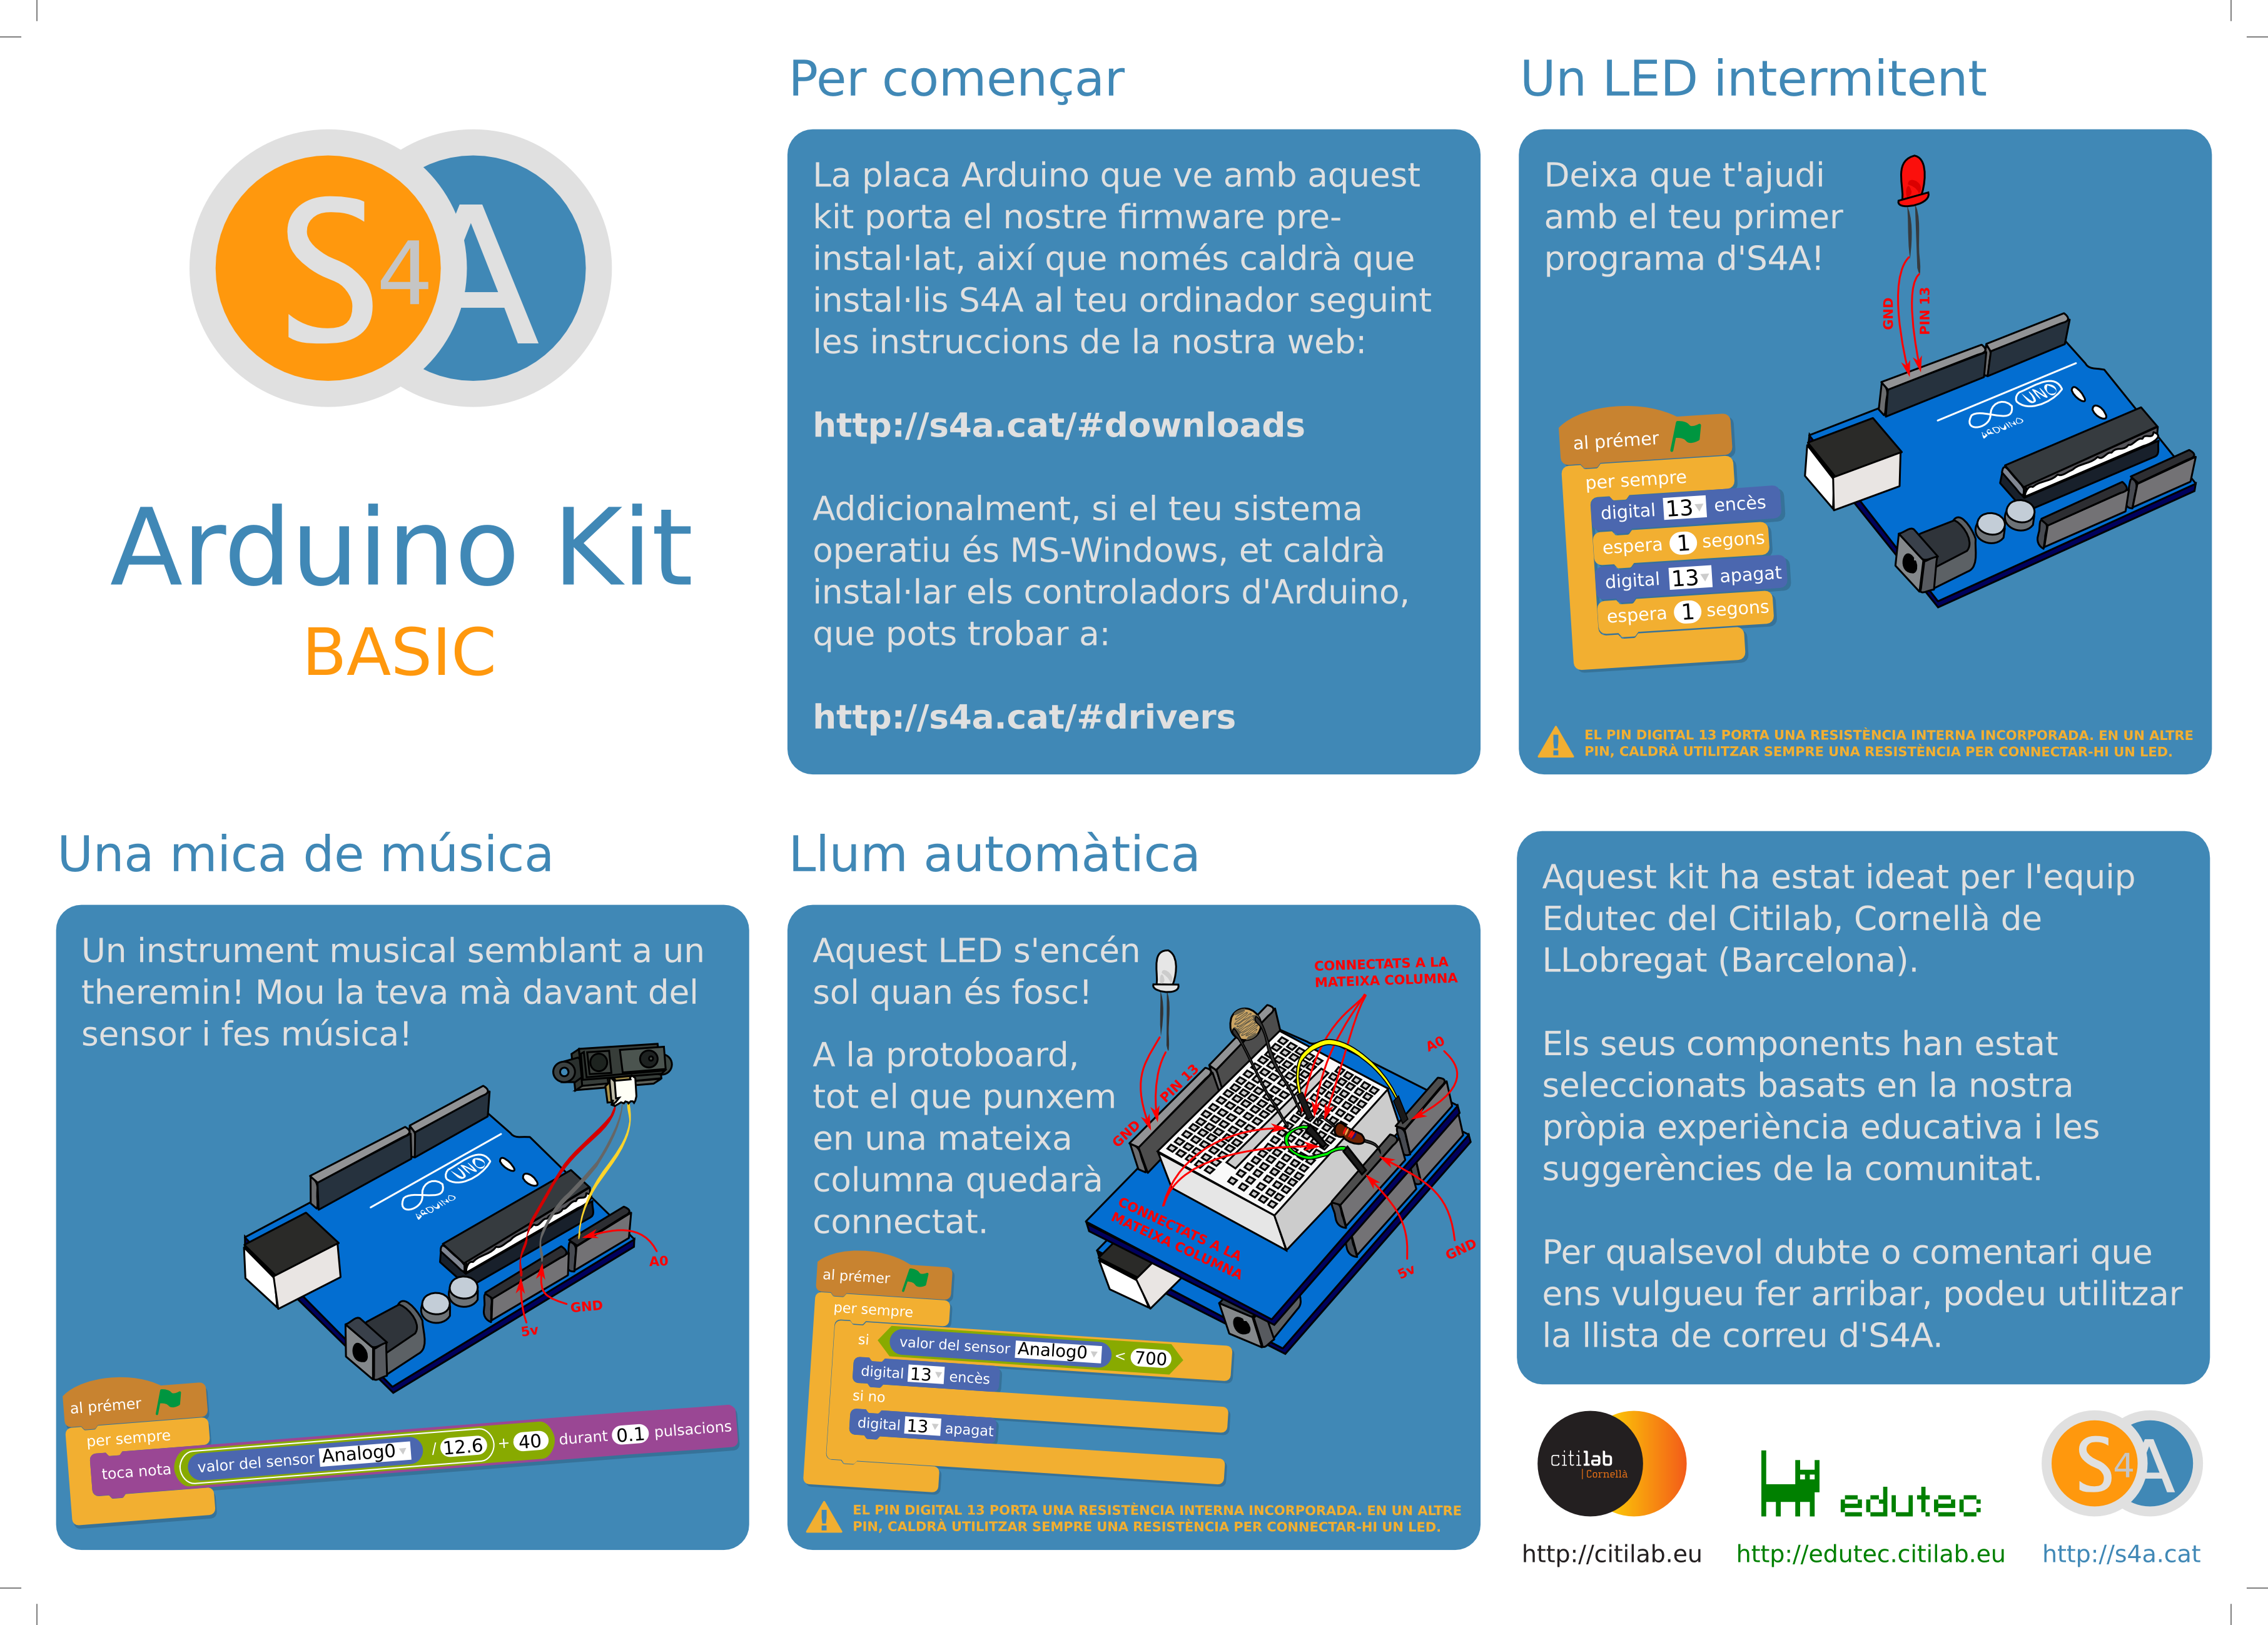 S4A
Arduino Kit
BASIC
Per començar
La placa Arduino que ve amb aquest
kit porta el nostre firmware pre-
instal·lat, així que només caldrà que
instal·lis S4A al teu ordinador seguint
les instruccions de la nostra web:
http://s4a.cat/#downloads
Addicionalment, si el teu sistema
operatiu és MS-Windows, et caldrà
instal·lar els controladors d'Arduino,
que pots trobar a:
http://s4a.cat/#drivers
Un LED intermitent
Deixa que t'ajudi
amb el teu primer
programa d'S4A!
GND
PIN 13
UNO
ARDUINO
al prémer
per sempre
digital 13 encès
espera 1 segons
digital 13 apagat
espera 1 segons
EL PIN DIGITAL 13 PORTA UNA RESISTÈNCIA INTERNA INCORPORADA. EN UN ALTRE
PIN, CALDRÀ UTILITZAR SEMPRE UNA RESISTÈNCIA PER CONNECTAR-HI UN LED.
Una mica de música
Un instrument musical semblant a un
theremin! Mou la teva mà davant del
sensor i fes música!
UNO
ARDUINO
A0
GND
5v
al prémer
per sempre
toca nota valor del sensor Analog0 / 12.6 + 40 durant 0.1 pulsacions
Llum automàtica
Aquest LED s'encén
sol quan és fosc!
A la protoboard,
tot el que punxem
en una mateixa
columna quedarà
connectat.
CONNECTATS A LA
MATEIXA COLUMNA
A0
PIN 13
GND
CONNECTATS A LA
MATEIXA COLUMNA
GND
5v
al prémer
per sempre
si valor del sensor Analog0 < 700
digital 13 encès
si no
digital 13 apagat
EL PIN DIGITAL 13 PORTA UNA RESISTÈNCIA INTERNA INCORPORADA. EN UN ALTRE
PIN, CALDRÀ UTILITZAR SEMPRE UNA RESISTÈNCIA PER CONNECTAR-HI UN LED.
Aquest kit ha estat ideat per l'equip
Edutec del Citilab, Cornellà de
LLobregat (Barcelona).
Els seus components han estat
seleccionats basats en la nostra
pròpia experiència educativa i les
suggerències de la comunitat.
Per qualsevol dubte o comentari que
ens vulgueu fer arribar, podeu utilitzar
la llista de correu d'S4A.
citilab
| Cornellà
edutec
S4A
http://citilab.eu
http://edutec.citilab.eu
http://s4a.cat